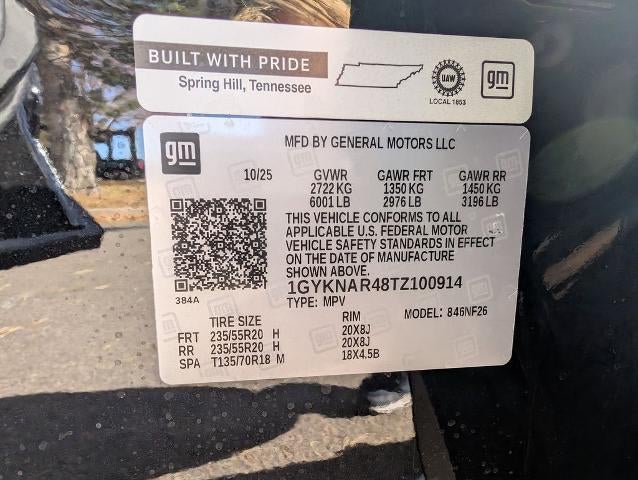 BUILT WITH PRIDE
Spring Hill, Tennessee
UAW
LOCAL 1853
gm
gm
MFD BY GENERAL MOTORS LLC
10/25 GVWR GAWR FRT GAWR RR
2722 KG 1350 KG 1450 KG
6001 LB 2976 LB 3196 LB
THIS VEHICLE CONFORMS TO ALL
APPLICABLE U.S. FEDERAL MOTOR
VEHICLE SAFETY STANDARDS IN EFFECT
ON THE DATE OF MANUFACTURE
SHOWN ABOVE.
384A
1GYKNAR48TZ100914
TYPE: MPV MODEL: 846NF26
TIRE SIZE RIM
FRT 235/55R20 H 20X8J
RR 235/55R20 H 20X8J
SPA T135/70R18 M 18X4.5B